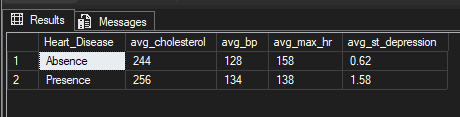 Results Messages
Heart_Disease avg_cholesterol avg_bp avg_max_hr avg_st_depression
1 Absence 244 128 158 0.62
2 Presence 256 134 138 1.58